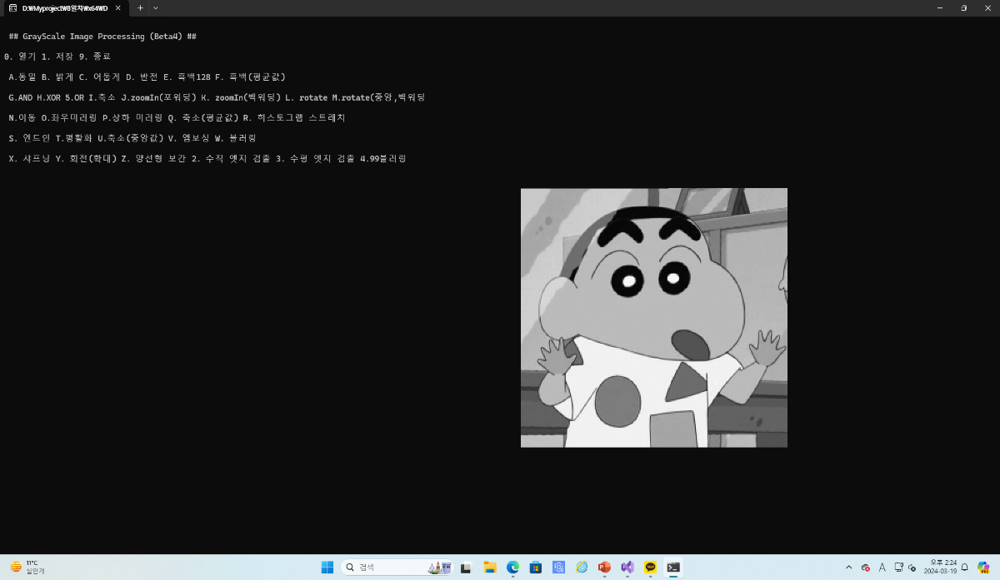 D:₩Myproject₩8일차₩x64₩D
## GrayScale Image Processing (Beta4) ##
0. 열기 1. 저장 9. 종료
A.동일 B. 밝게 C. 어둡게 D. 반전 E. 흑백128 F. 흑백(평균값)
G.AND H.XOR 5.OR I.축소 J.zoomIn(포워딩) K. zoomIn(백워딩) L. rotate M.rotate(중앙,백워딩
N.이동 O.좌우미러링 P.상하 미러링 Q. 축소(평균값) R. 히스토그램 스트레치
S. 엔드인 T.평활화 U.축소(중앙값) V. 엠보싱 W. 블러링
X. 샤프닝 Y. 회전(확대) Z. 양선형 보간 2. 수직 엣지 검출 3. 수평 엣지 검출 4.99블러링
11°C
실안개
검색
A
오후 2:24
2024-03-19